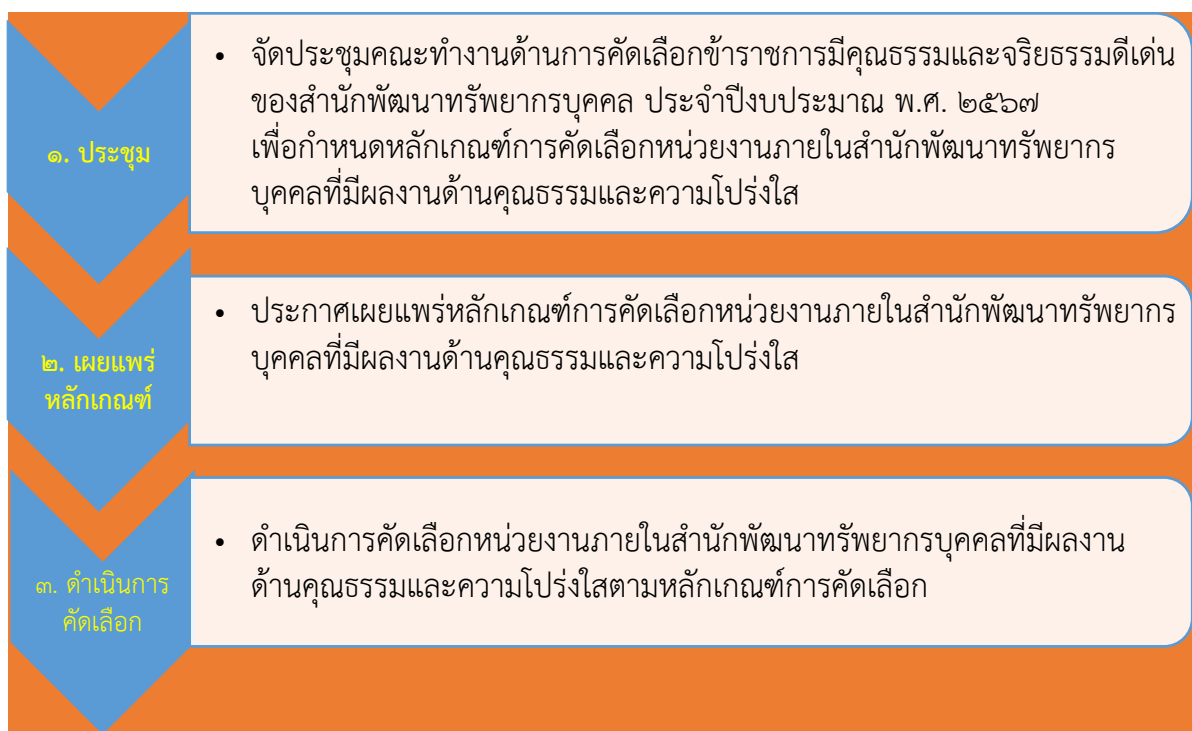 ๑. ประชุม
• จัดประชุมคณะทำงานด้านการคัดเลือกข้าราชการมีคุณธรรมและจริยธรรมดีเด่น
ของสำนักพัฒนาทรัพยากรบุคคล ประจำปีงบประมาณ พ.ศ. ๒๕๖๗
เพื่อกำหนดหลักเกณฑ์การคัดเลือกหน่วยงานภายในสำนักพัฒนาทรัพยากร
บุคคลที่มีผลงานด้านคุณธรรมและความโปร่งใส
๒. เผยแพร่
หลักเกณฑ์
• ประกาศเผยแพร่หลักเกณฑ์การคัดเลือกหน่วยงานภายในสำนักพัฒนาทรัพยากร
บุคคลที่มีผลงานด้านคุณธรรมและความโปร่งใส
๓. ดำเนินการ
คัดเลือก
• ดำเนินการคัดเลือกหน่วยงานภายในสำนักพัฒนาทรัพยากรบุคคลที่มีผลงาน
ด้านคุณธรรมและความโปร่งใสตามหลักเกณฑ์การคัดเลือก